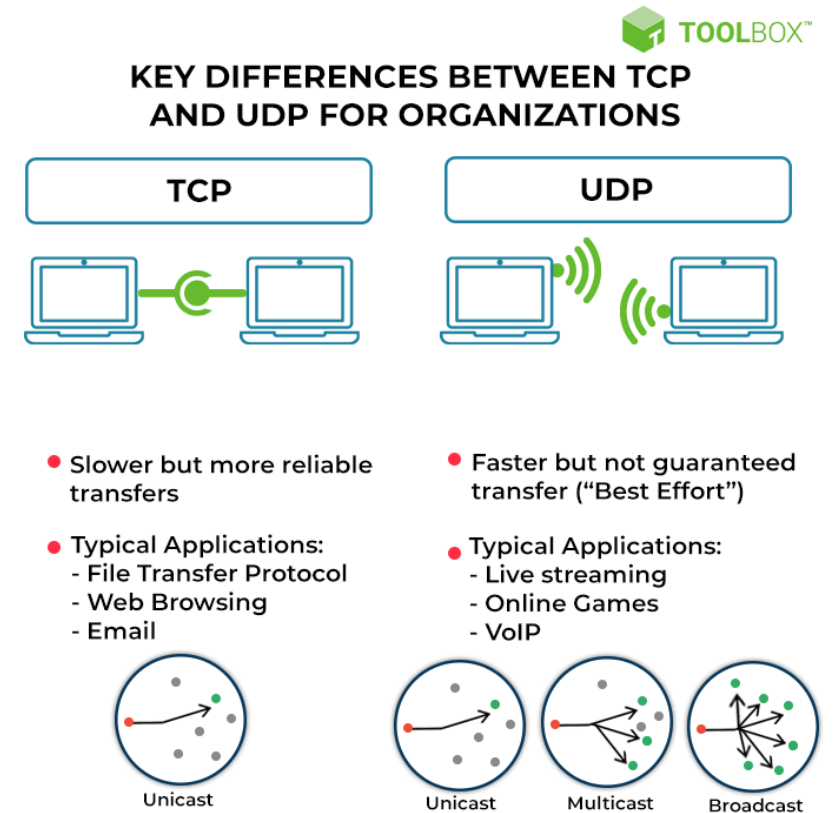 TOOLBOX™
KEY DIFFERENCES BETWEEN TCP
AND UDP FOR ORGANIZATIONS
TCP
UDP
Slower but more reliable
transfers
Typical Applications:
- File Transfer Protocol
- Web Browsing
- Email
Unicast
Faster but not guaranteed
transfer (“Best Effort”)
Typical Applications:
- Live streaming
- Online Games
- VoIP
Unicast
Multicast
Broadcast